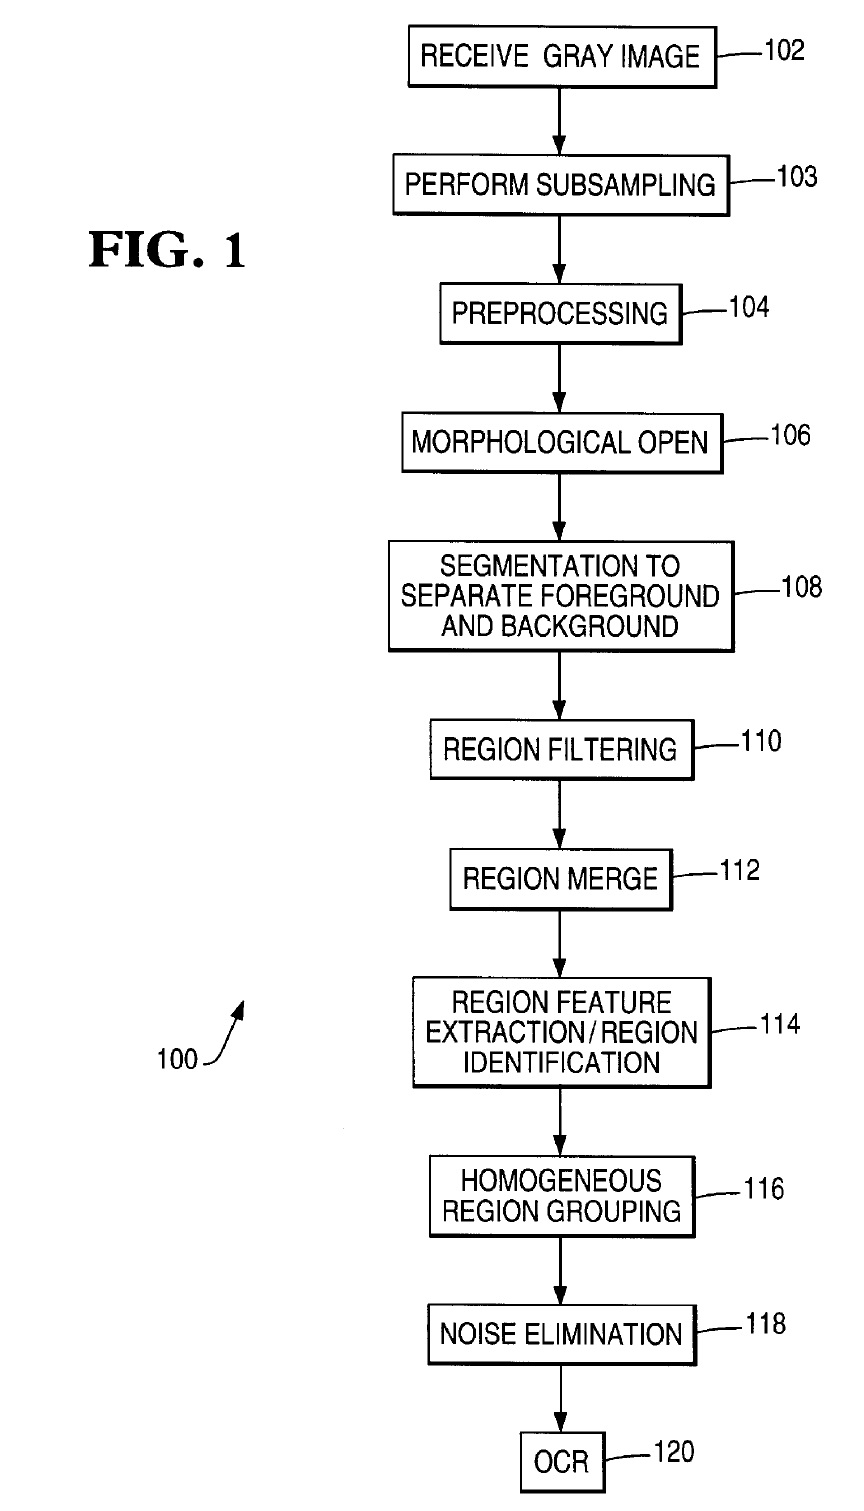 RECEIVE GRAY IMAGE
102
PERFORM SUBSAMPLING
103
FIG. 1
PREPROCESSING
104
MORPHOLOGICAL OPEN
106
SEGMENTATION TO
SEPARATE FOREGROUND
AND BACKGROUND
108
REGION FILTERING
110
REGION MERGE
112
REGION FEATURE
EXTRACTION/REGION
IDENTIFICATION
114
100
HOMOGENEOUS
REGION GROUPING
116
NOISE ELIMINATION
118
OCR
120